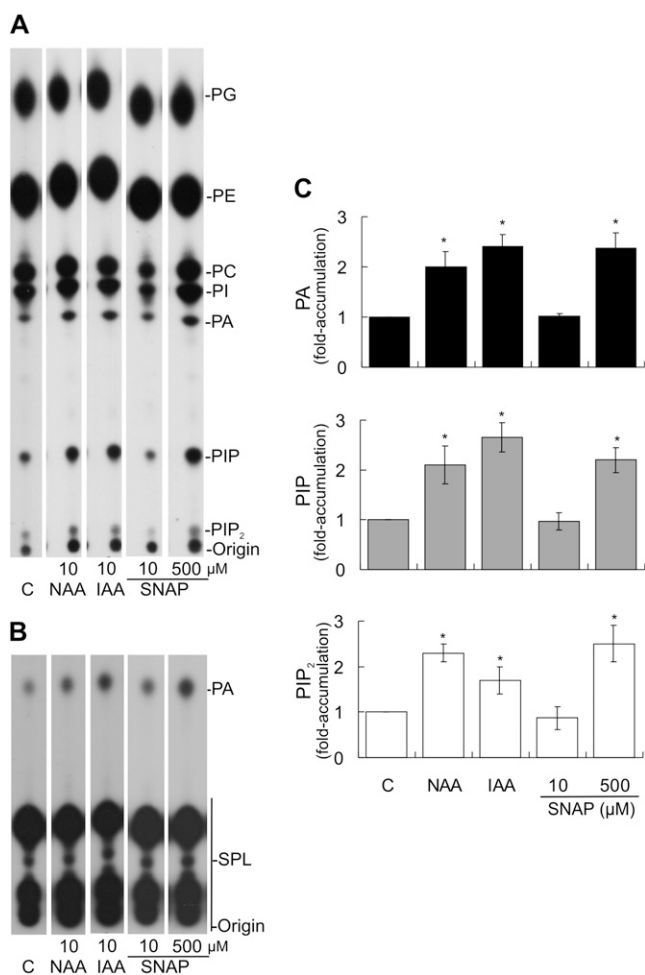 A
-PG
-PE
-PC
-PI
-PA
-PIP
-PIP2
-Origin
10 10 10 500 µM
C NAA IAA SNAP
B
-PA
-SPL
-Origin
10 10 10 500 µM
C NAA IAA SNAP
C
PA
(fold-accumulation)
3
2
1
0
* * *
PIP
(fold-accumulation)
3
2
1
0
* * *
PIP2
(fold-accumulation)
3
2
1
0
* * *
C NAA IAA 10 500
SNAP (µM)